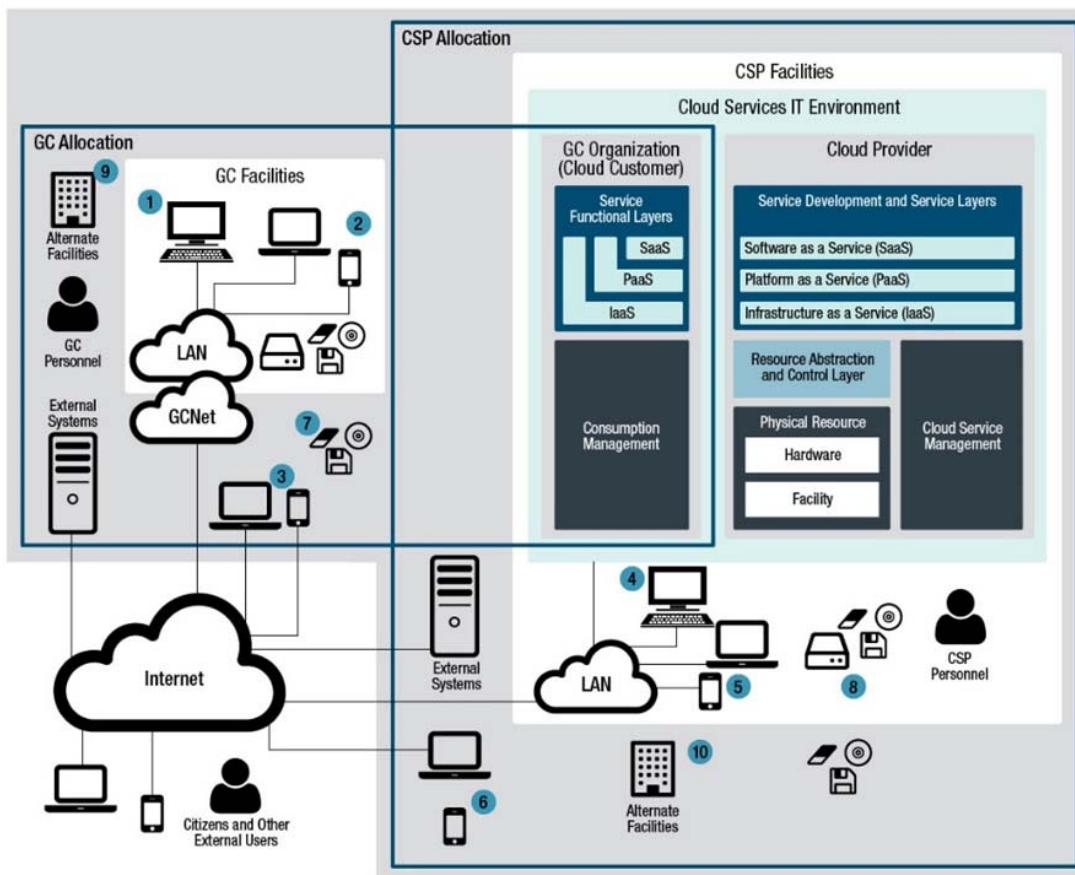 CSP Allocation
CSP Facilities
Cloud Services IT Environment
GC Allocation
9
Alternate
Facilities
GC
Personnel
External
Systems
GC Facilities
1
2
LAN
GCNet
7
3
GC Organization
(Cloud Customer)
Service
Functional Layers
SaaS
PaaS
IaaS
Consumption
Management
Cloud Provider
Service Development and Service Layers
Software as a Service (SaaS)
Platform as a Service (PaaS)
Infrastructure as a Service (IaaS)
Resource Abstraction
and Control Layer
Physical Resource
Hardware
Facility
Cloud Service
Management
Internet
External
Systems
4
LAN
5
8
CSP
Personnel
Citizens and Other
External Users
6
10
Alternate
Facilities